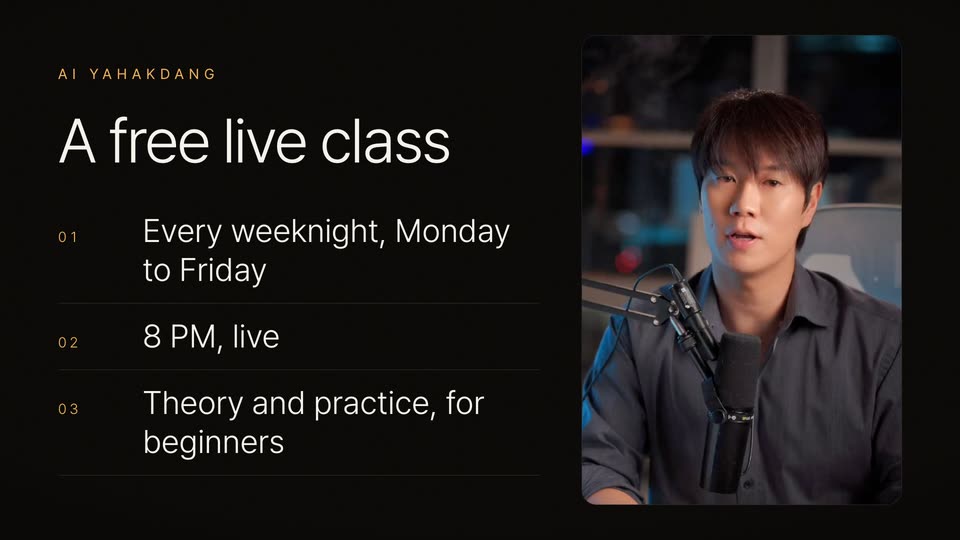 AI YAHAKDANG
A free live class
01
Every weeknight, Monday
to Friday
02
8 PM, live
03
Theory and practice, for
beginners